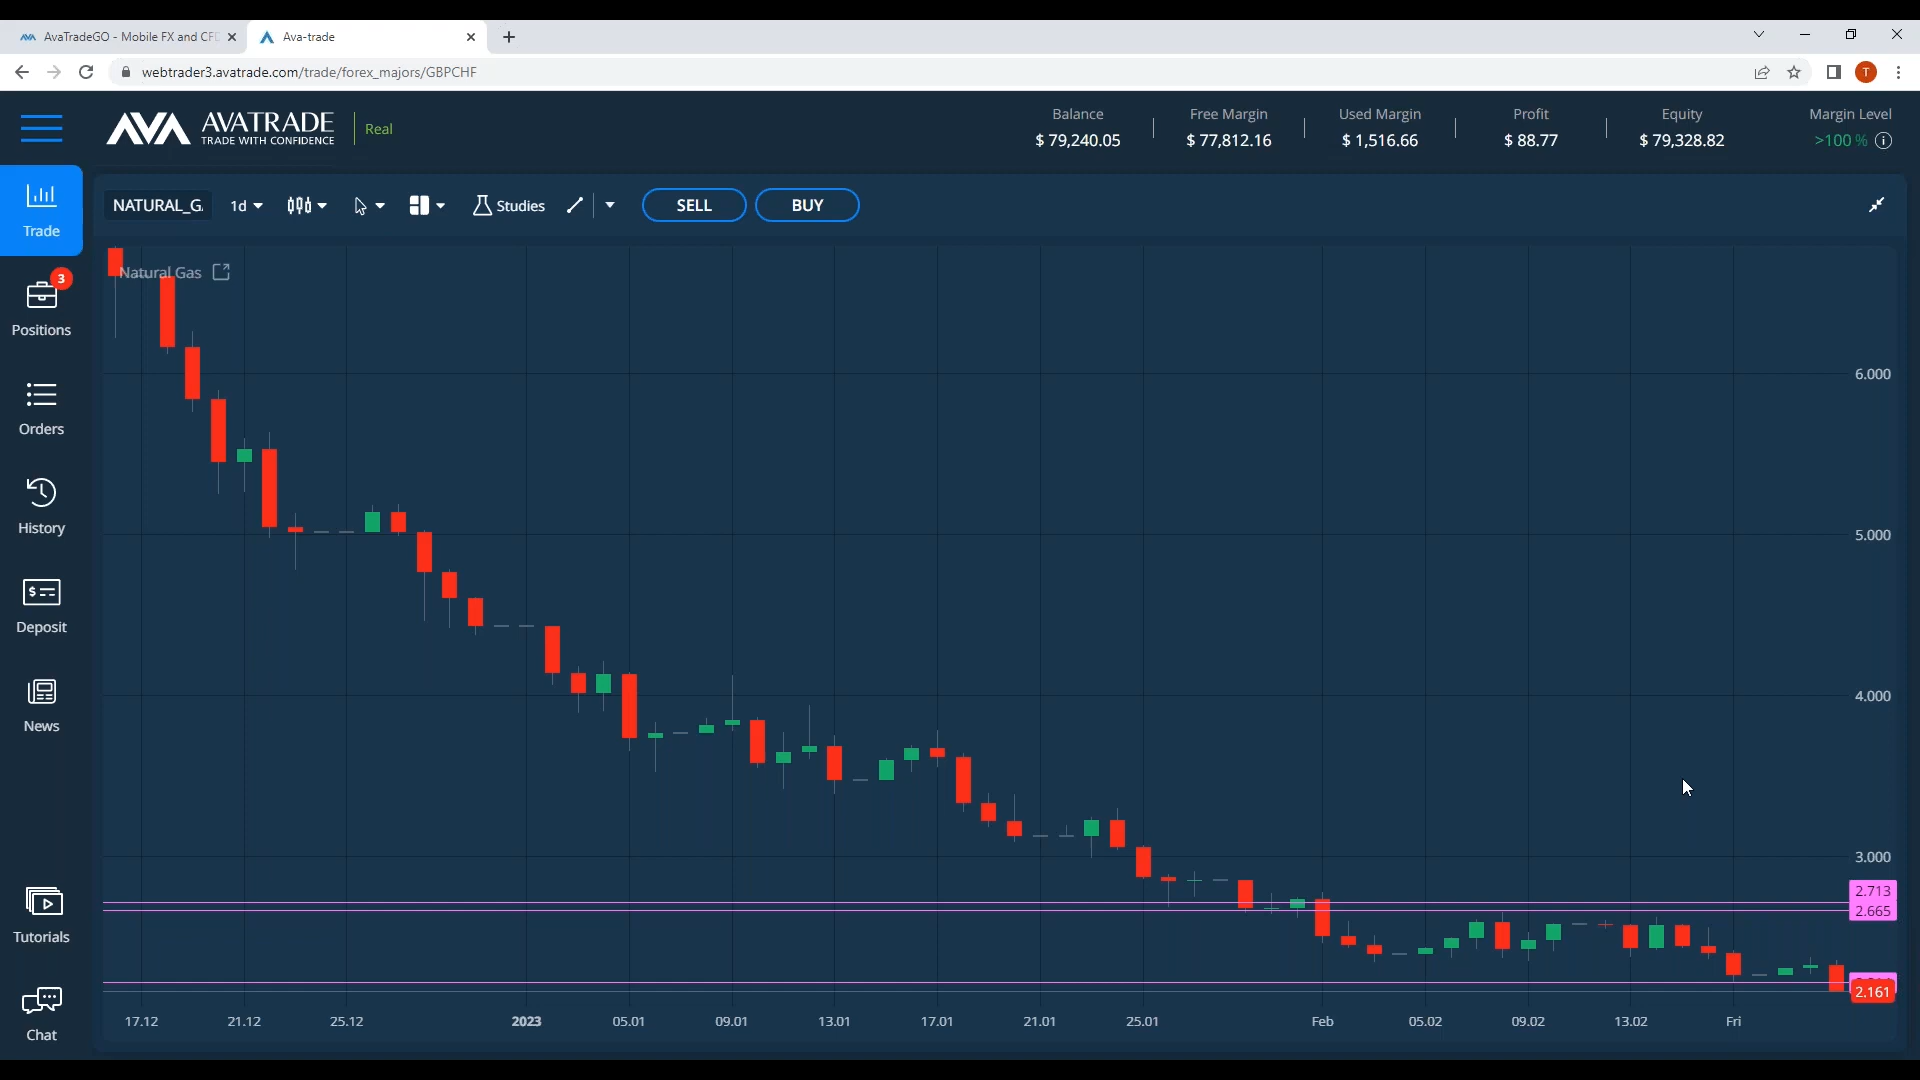 AVA AvaTradeGO - Mobile FX and CFD
Ava-trade
webtrader3.avatrade.com/trade/forex_majors/GBPCHF
T
AVA AVATRADE
TRADE WITH CONFIDENCE
Real
Balance
$ 79,240.05
Free Margin
$ 77,812.16
Used Margin
$ 1,516.66
Profit
$ 88.77
Equity
$ 79,328.82
Margin Level
>100 %
Trade
3
Positions
Orders
History
Deposit
News
Tutorials
Chat
NATURAL_G
1d
Studies
SELL
BUY
Natural Gas
6.000
5.000
4.000
3.000
2.713
2.665
2.161
17.12
21.12
25.12
2023
05.01
09.01
13.01
17.01
21.01
25.01
Feb
05.02
09.02
13.02
Fri